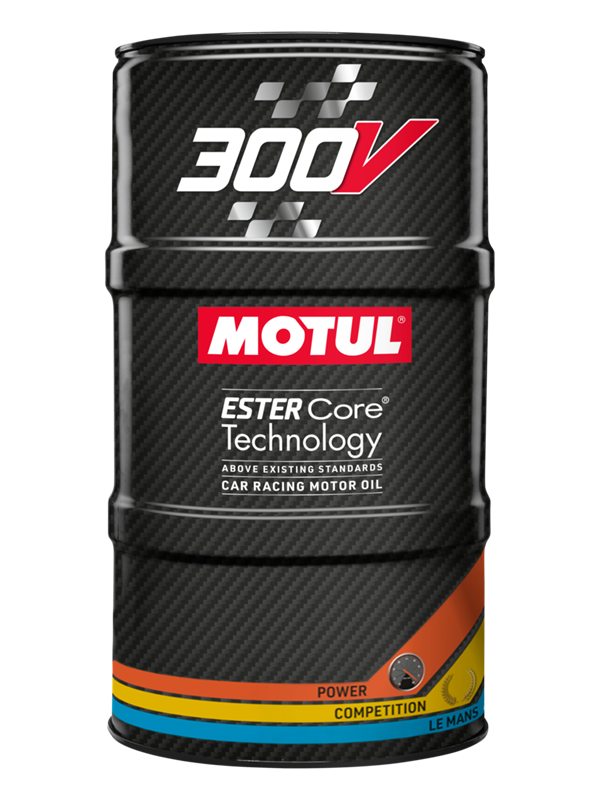 300V
MOTUL®
ESTER Core®
Technology
ABOVE EXISTING STANDARDS
CAR RACING MOTOR OIL
POWER
COMPETITION
LE MANS